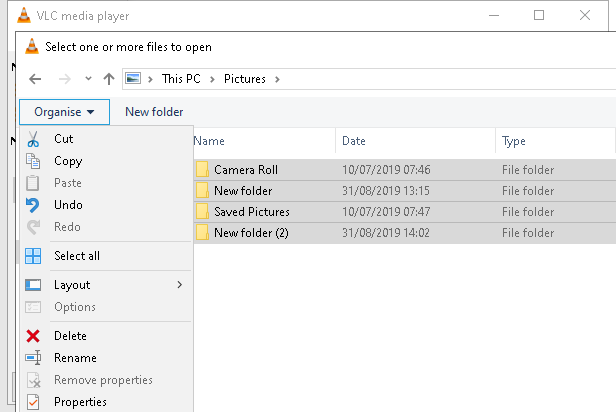 VLC media player
Select one or more files to open
This PC > Pictures >
Organise New folder
Name Date Type
Camera Roll 10/07/2019 07:46 File folder
New folder 31/08/2019 13:15 File folder
Saved Pictures 10/07/2019 07:47 File folder
New folder (2) 31/08/2019 14:02 File folder
Cut
Copy
Paste
Undo
Redo
Select all
Layout
Options
Delete
Rename
Remove properties
Properties